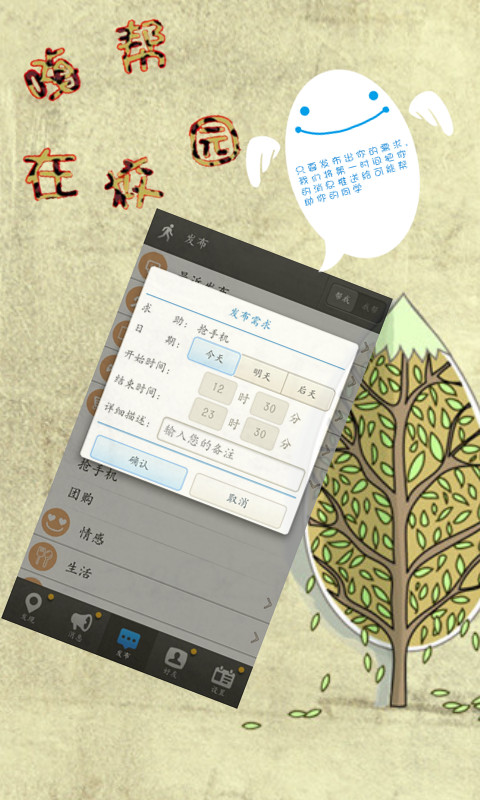 帮
园
在
只要发布出你的需求，
我们将第一时间把你
的消息推送给可能帮
助你的同学
发布
最近发布
帮我
我帮
发布需求
求 助：抢手机
日 期： 今天 明天 后天
开始时间： 12 时 30 分
结束时间： 23 时 30 分
详细描述： 输入您的备注
确认 取消
抢手机
团购
情感
生活
发现 消息 发布 好友 设置